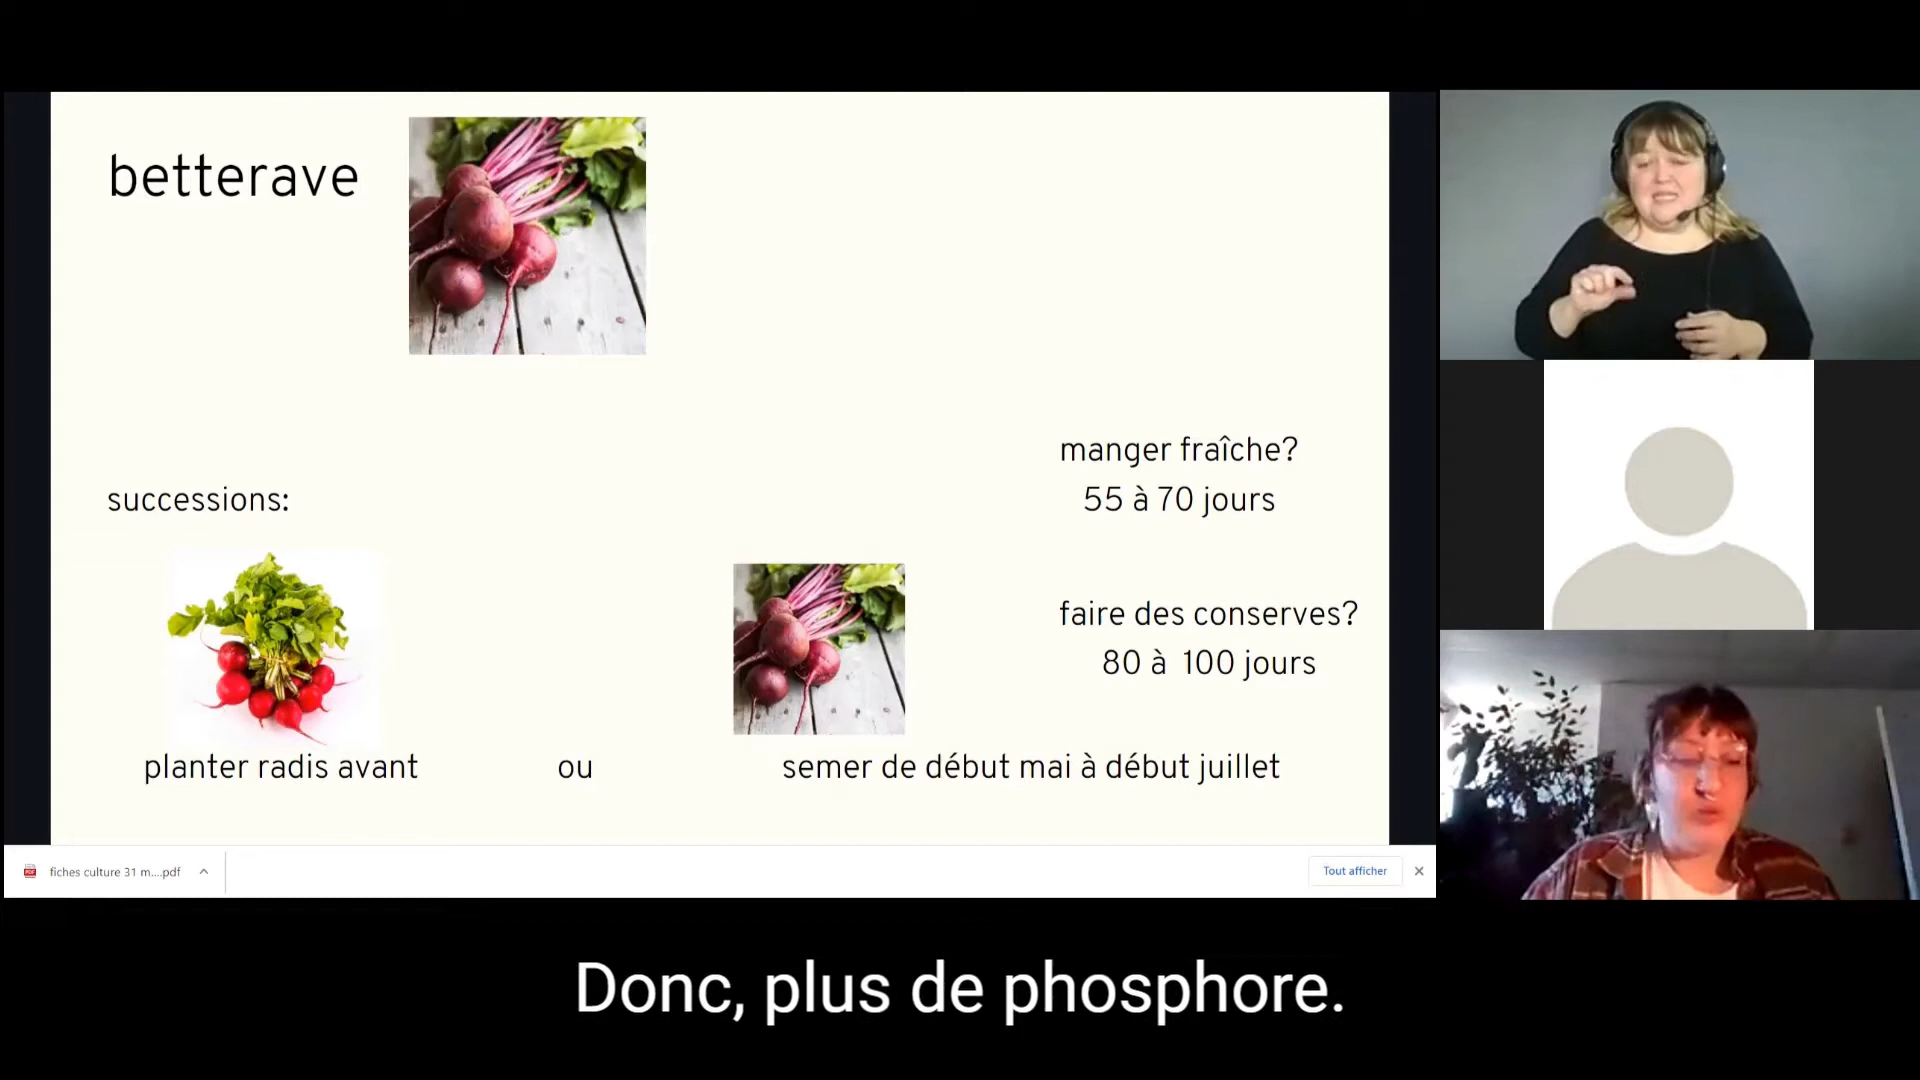 betterave
manger fraîche?
55 à 70 jours
successions:
faire des conserves?
80 à 100 jours
planter radis avant
ou
semer de début mai à début juillet
fiches culture 31 m....pdf
Tout afficher
Donc, plus de phosphore.